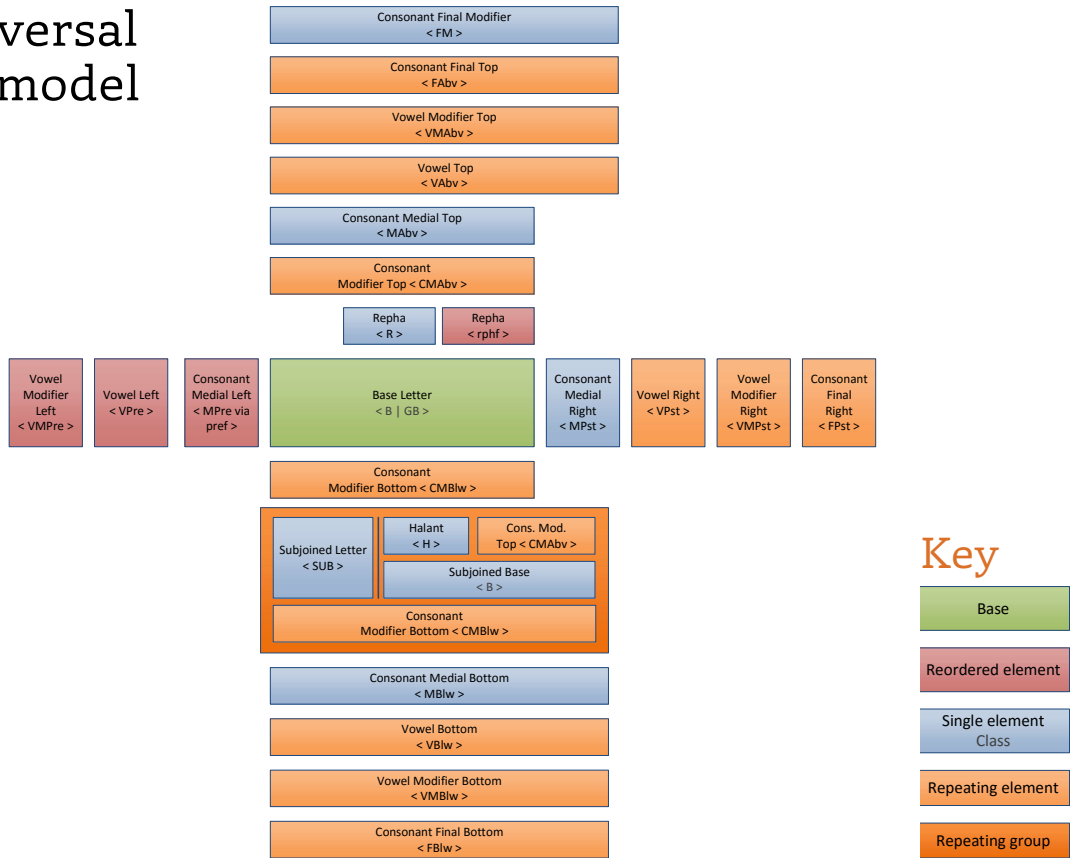 versal
model
Consonant Final Modifier
< FM >
Consonant Final Top
< FAbv >
Vowel Modifier Top
< VMAbv >
Vowel Top
< VAbv >
Consonant Medial Top
< MAbv >
Consonant
Modifier Top < CMAbv >
Repha
< R >
Repha
< rphf >
Vowel
Modifier
Left
< VMPre >
Vowel Left
< VPre >
Consonant
Medial Left
< MPre via
pref >
Base Letter
< B | GB >
Consonant
Medial
Right
< MPst >
Vowel Right
< VPst >
Vowel
Modifier
Right
< VMPst >
Consonant
Final
Right
< FPst >
Consonant
Modifier Bottom < CMBlw >
Subjoined Letter
< SUB >
Halant
< H >
Cons. Mod.
Top < CMAbv >
Subjoined Base
< B >
Consonant
Modifier Bottom < CMBlw >
Consonant Medial Bottom
< MBlw >
Vowel Bottom
< VBlw >
Vowel Modifier Bottom
< VMBlw >
Consonant Final Bottom
< FBlw >
Key
Base
Reordered element
Single element
Class
Repeating element
Repeating group